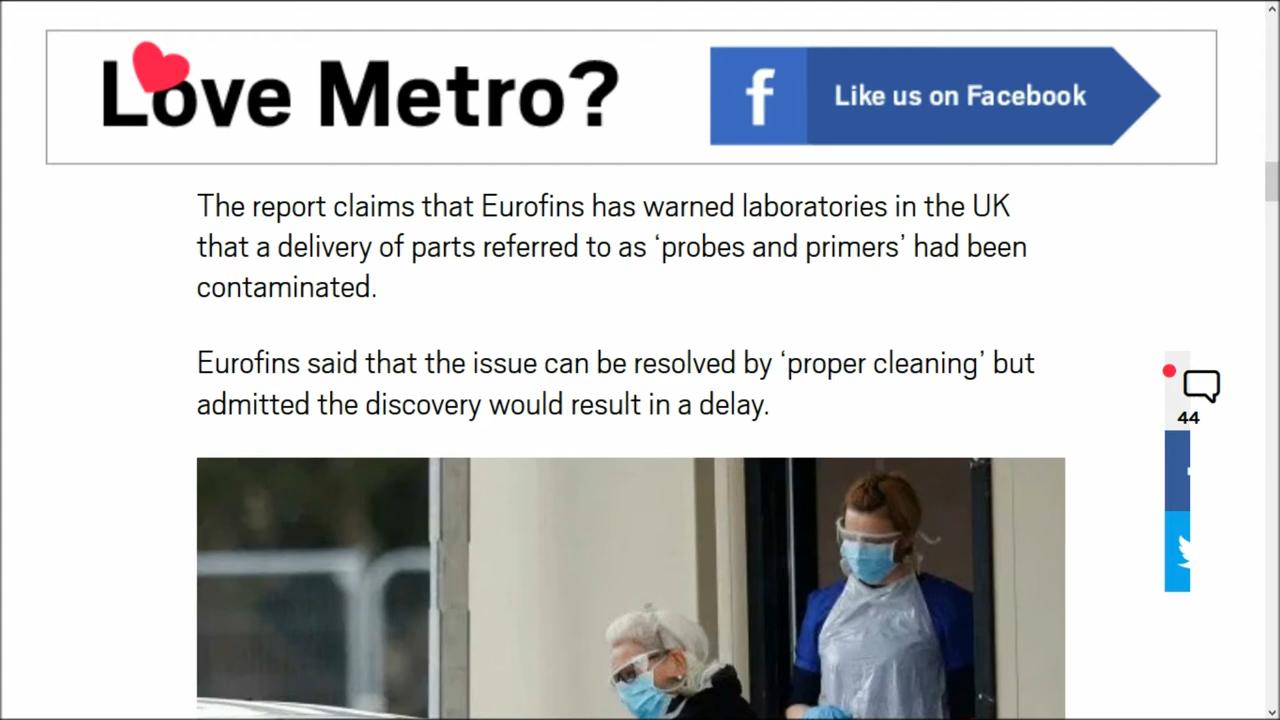 Love Metro?
f Like us on Facebook
The report claims that Eurofins has warned laboratories in the UK
that a delivery of parts referred to as ‘probes and primers’ had been
contaminated.
Eurofins said that the issue can be resolved by ‘proper cleaning’ but
admitted the discovery would result in a delay.
44